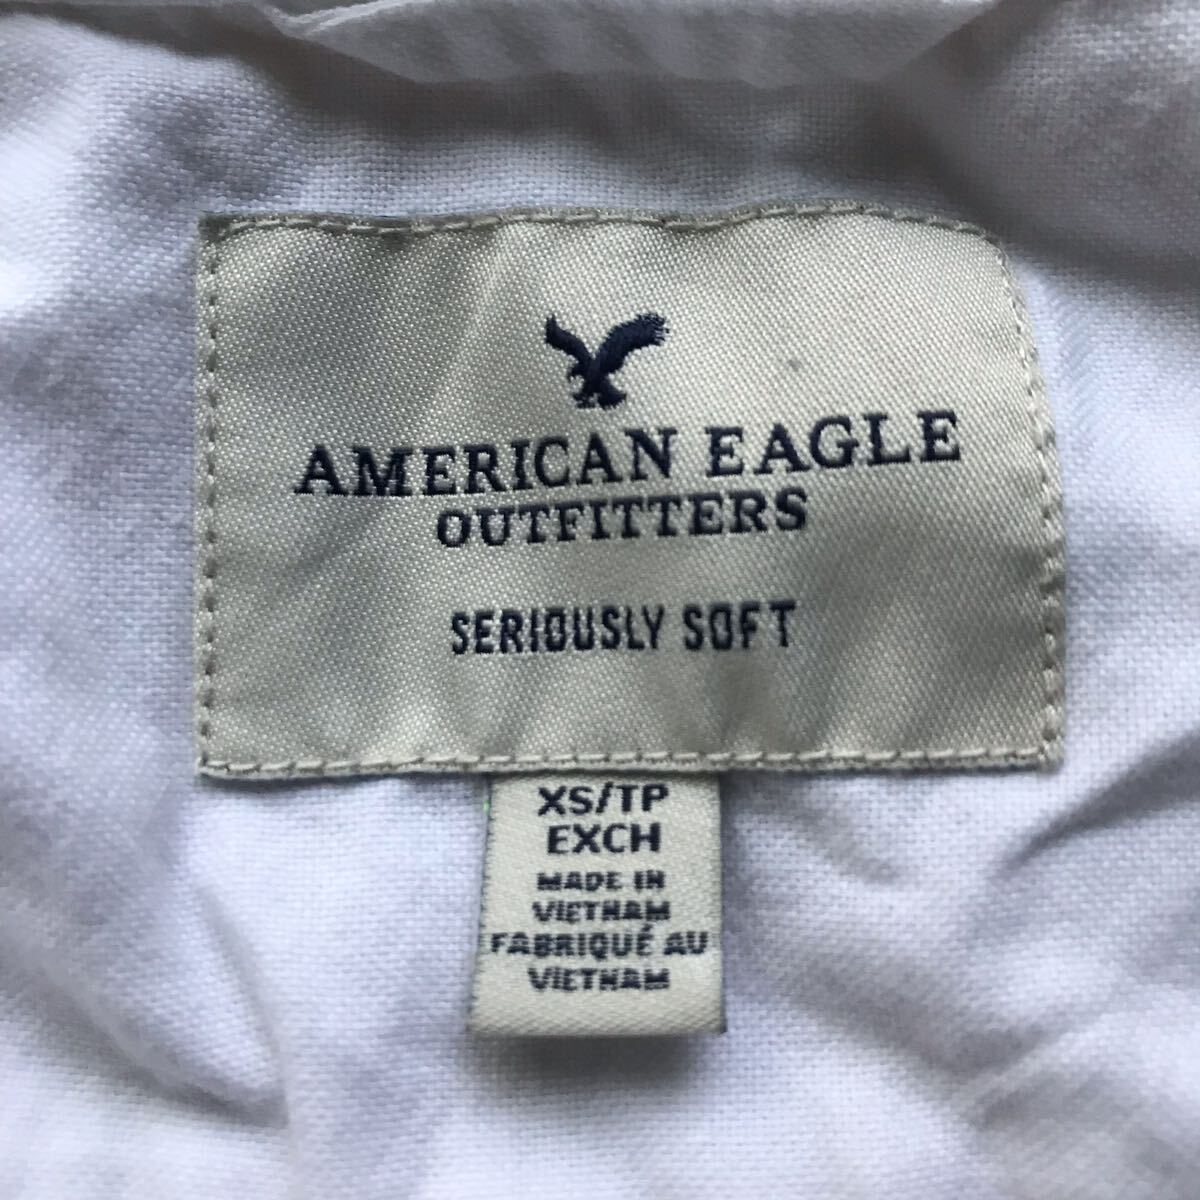 AMERICAN EAGLE
OUTFITTERS
SERIOUSLY SOFT
XS/TP
EXCH
MADE IN
VIETNAM
FABRIQUÉ AU
VIETNAM